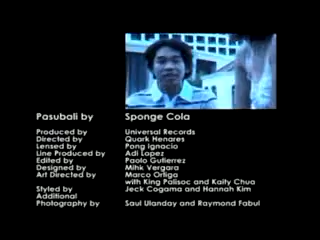 Pasubali by Sponge Cola
Produced by Universal Records
Directed by Quark Henares
Lensed by Pong Ignacio
Line Produced by Adi Lopez
Edited by Paolo Gutierrez
Designed by Mihk Vergara
Art Directed by Marco Ortiga
with King Palisoc and Kaity Chua
Styled by Jeck Cogama and Hannah Kim
Additional
Photography by Saul Ulanday and Raymond Fabul